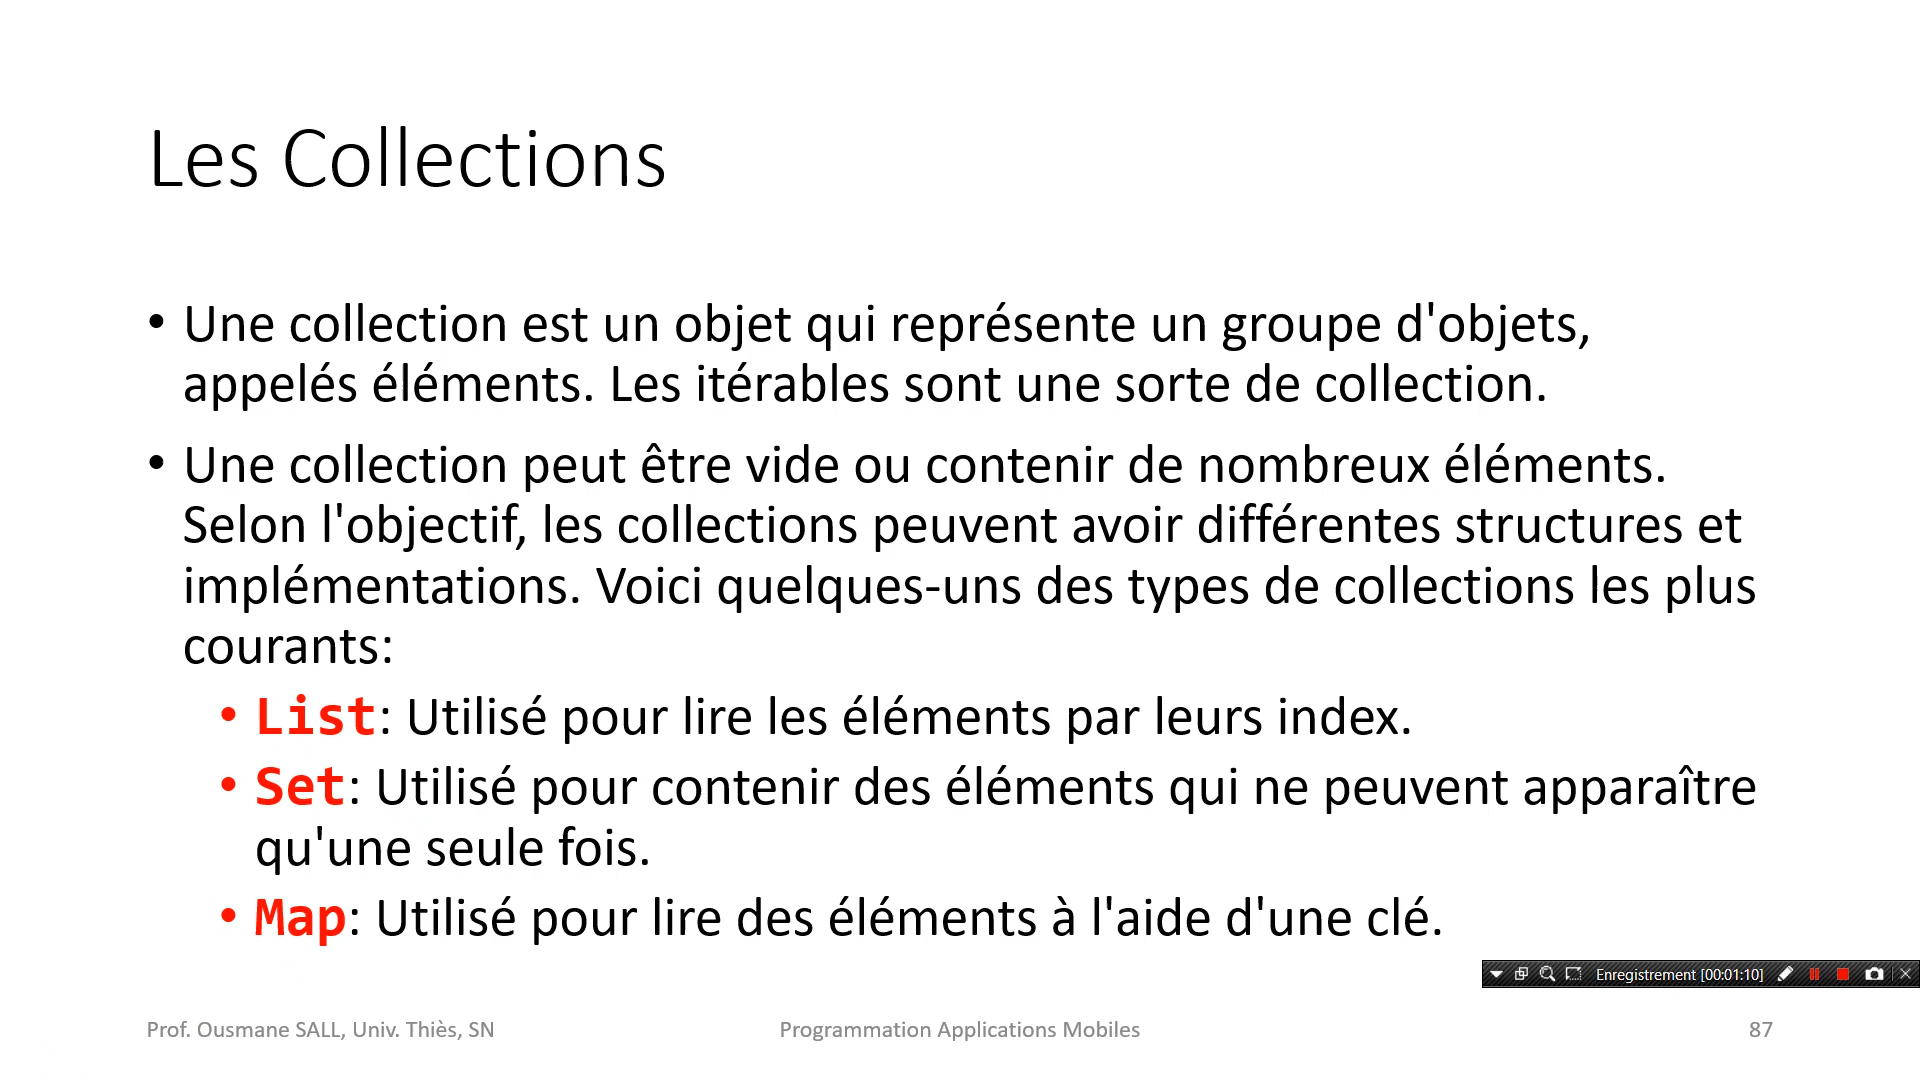 Les Collections
• Une collection est un objet qui représente un groupe d'objets,
appelés éléments. Les itérables sont une sorte de collection.
• Une collection peut être vide ou contenir de nombreux éléments.
Selon l'objectif, les collections peuvent avoir différentes structures et
implémentations. Voici quelques-uns des types de collections les plus
courants:
• List: Utilisé pour lire les éléments par leurs index.
• Set: Utilisé pour contenir des éléments qui ne peuvent apparaître
qu'une seule fois.
• Map: Utilisé pour lire des éléments à l'aide d'une clé.
Enregistrement [00:01:10]
Prof. Ousmane SALL, Univ. Thiès, SN
Programmation Applications Mobiles
87